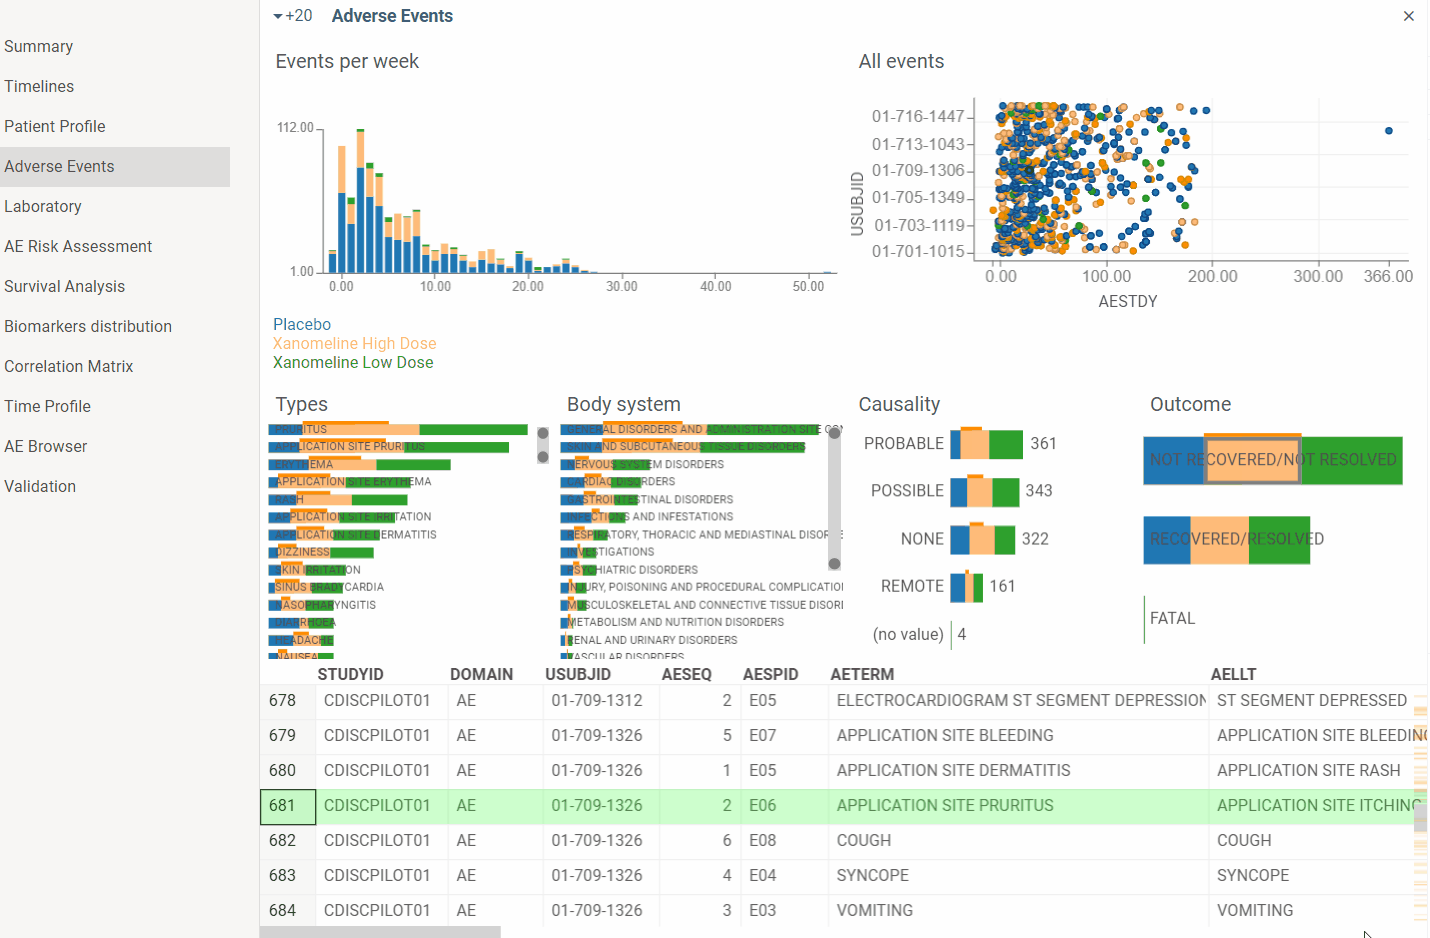 +20 Adverse Events ×
Summary
Timelines
Patient Profile
Adverse Events
Laboratory
AE Risk Assessment
Survival Analysis
Biomarkers distribution
Correlation Matrix
Time Profile
AE Browser
Validation
Events per week
112.00
1.00
0.00 10.00 20.00 30.00 40.00 50.00
Placebo
Xanomeline High Dose
Xanomeline Low Dose
All events
USUBJID
01-716-1447
01-713-1043
01-709-1306
01-705-1349
01-703-1119
01-701-1015
0.00 100.00 200.00 300.00 366.00
AESTDY
Types
PRURITUS
APPLICATION SITE PRURITUS
ERYTHEMA
APPLICATION SITE ERYTHEMA
RASH
APPLICATION SITE IRRITATION
APPLICATION SITE DERMATITIS
DIZZINESS
SKIN IRRITATION
SINUS BRADYCARDIA
NASOPHARYNGITIS
DIARRHOEA
HEADACHE
NAUSEA
Body system
GENERAL DISORDERS AND ADMINISTRATION SITE CON
SKIN AND SUBCUTANEOUS TISSUE DISORDERS
NERVOUS SYSTEM DISORDERS
CARDIAC DISORDERS
GASTROINTESTINAL DISORDERS
INFECTIONS AND INFESTATIONS
RESPIRATORY, THORACIC AND MEDIASTINAL DISOR
INVESTIGATIONS
PSYCHIATRIC DISORDERS
INJURY, POISONING AND PROCEDURAL COMPLICATIO
MUSCULOSKELETAL AND CONNECTIVE TISSUE DISOR
METABOLISM AND NUTRITION DISORDERS
RENAL AND URINARY DISORDERS
VASCULAR DISORDERS
Causality
PROBABLE 361
POSSIBLE 343
NONE 322
REMOTE 161
(no value) 4
Outcome
NOT RECOVERED/NOT RESOLVED
RECOVERED/RESOLVED
FATAL
STUDYID DOMAIN USUBJID AESEQ AESPID AETERM AELLT
678 CDISCPILOT01 AE 01-709-1312 2 E05 ELECTROCARDIOGRAM ST SEGMENT DEPRESSION ST SEGMENT DEPRESSED
679 CDISCPILOT01 AE 01-709-1326 5 E07 APPLICATION SITE BLEEDING APPLICATION SITE BLEEDING
680 CDISCPILOT01 AE 01-709-1326 1 E05 APPLICATION SITE DERMATITIS APPLICATION SITE RASH
681 CDISCPILOT01 AE 01-709-1326 2 E06 APPLICATION SITE PRURITUS APPLICATION SITE ITCHING
682 CDISCPILOT01 AE 01-709-1326 6 E08 COUGH COUGH
683 CDISCPILOT01 AE 01-709-1326 4 E04 SYNCOPE SYNCOPE
684 CDISCPILOT01 AE 01-709-1326 3 E03 VOMITING VOMITING